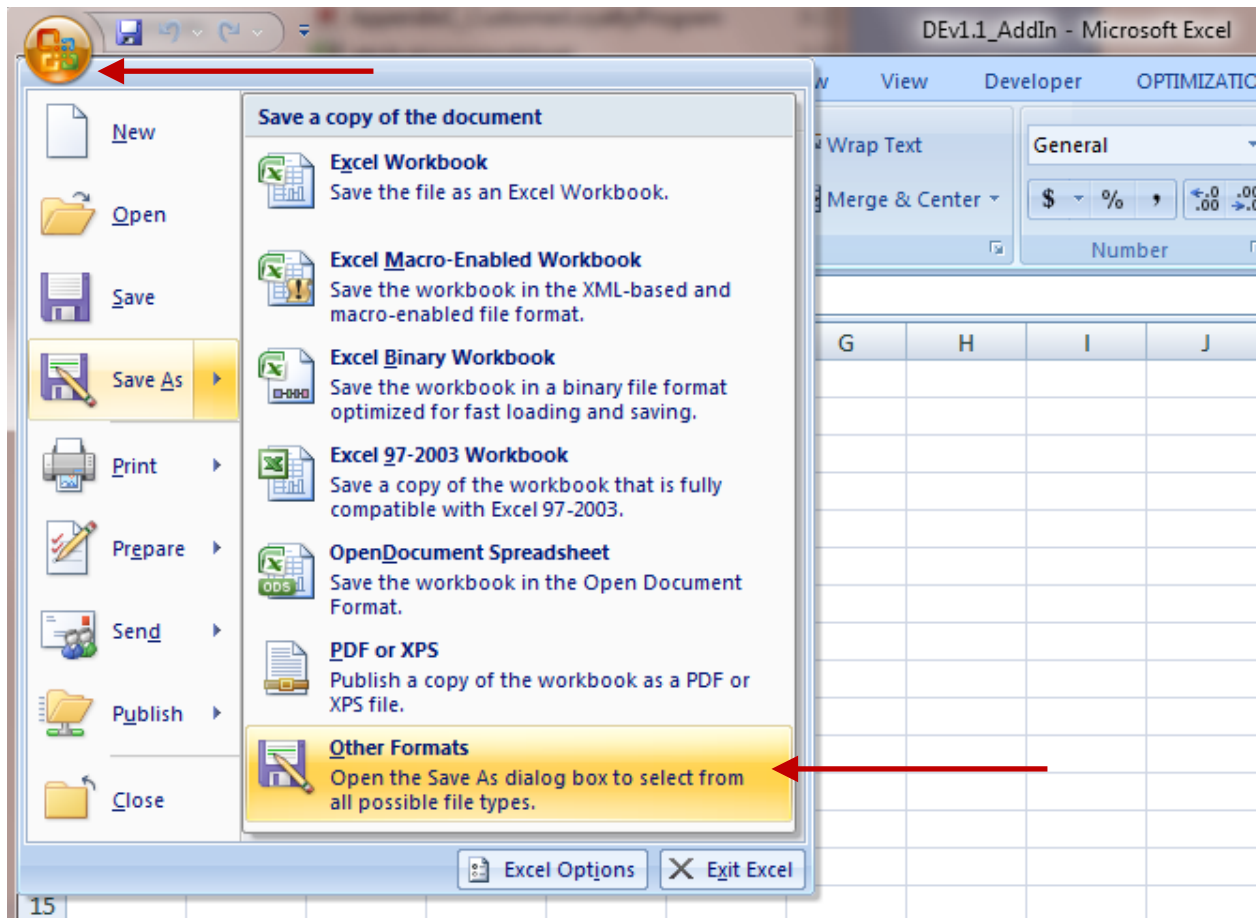 DEv1.1_AddIn - Microsoft Excel
View Developer
New
Open
Save
Save As
Print
Prepare
Send
Publish
Close
Save a copy of the document
Excel Workbook
Save the file as an Excel Workbook.
Excel Macro-Enabled Workbook
Save the workbook in the XML-based and
macro-enabled file format.
Excel Binary Workbook
Save the workbook in a binary file format
optimized for fast loading and saving.
Excel 97-2003 Workbook
Save a copy of the workbook that is fully
compatible with Excel 97-2003.
OpenDocument Spreadsheet
ODS
Save the workbook in the Open Document
Format.
PDF or XPS
Publish a copy of the workbook as a PDF or
XPS file.
Other Formats
Open the Save As dialog box to select from
all possible file types.
Excel Options
Exit Excel
Wrap Text
Merge & Center
General
$ % , .0 .00
Number
G H I J
15